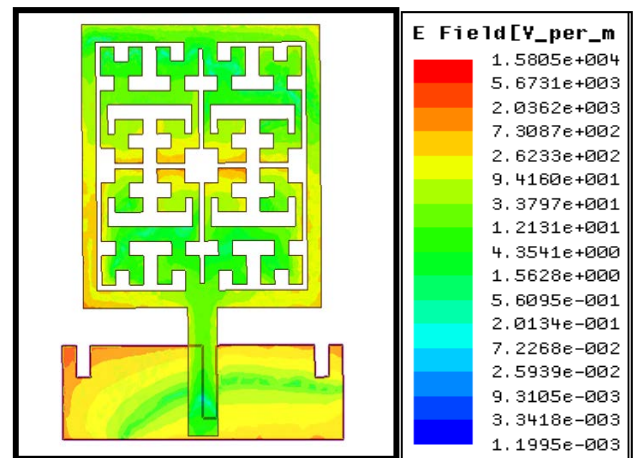 E Field[V_per_m
1.5805e+004
5.6731e+003
2.0362e+003
7.3087e+002
2.6233e+002
9.4160e+001
3.3797e+001
1.2131e+001
4.3541e+000
1.5628e+000
5.6095e-001
2.0134e-001
7.2268e-002
2.5939e-002
9.3105e-003
3.3418e-003
1.1995e-003